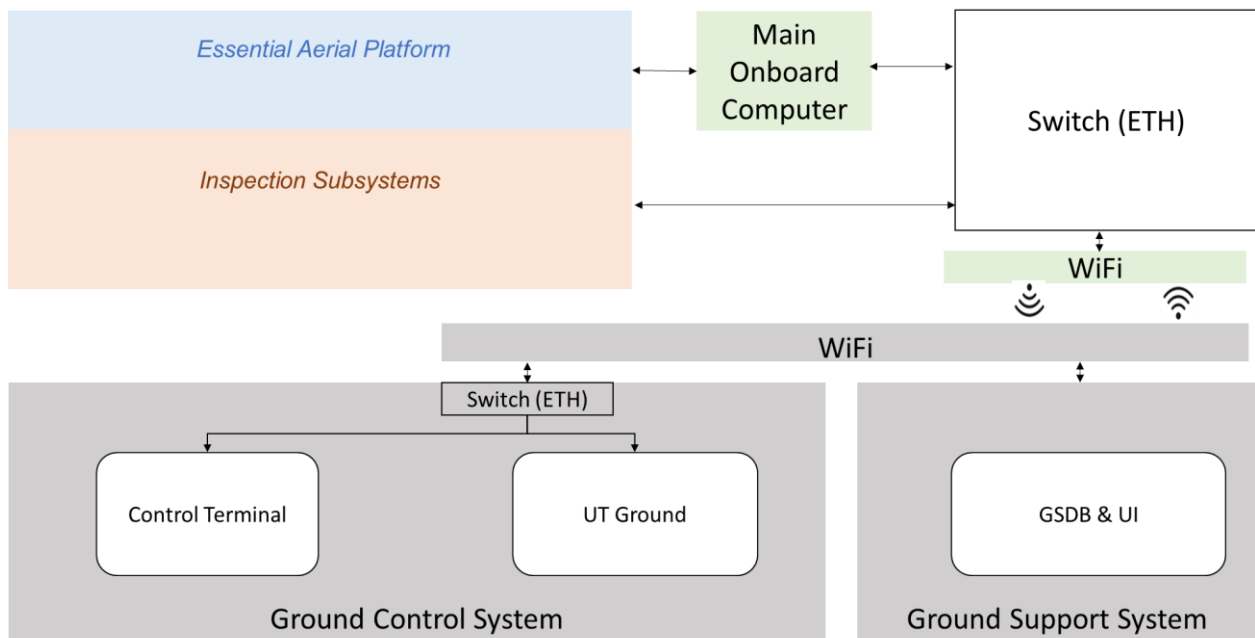 Essential Aerial Platform
Main
Onboard
Computer
Switch (ETH)
Inspection Subsystems
WiFi
WiFi
Switch (ETH)
Control Terminal
UT Ground
GSDB & UI
Ground Control System
Ground Support System